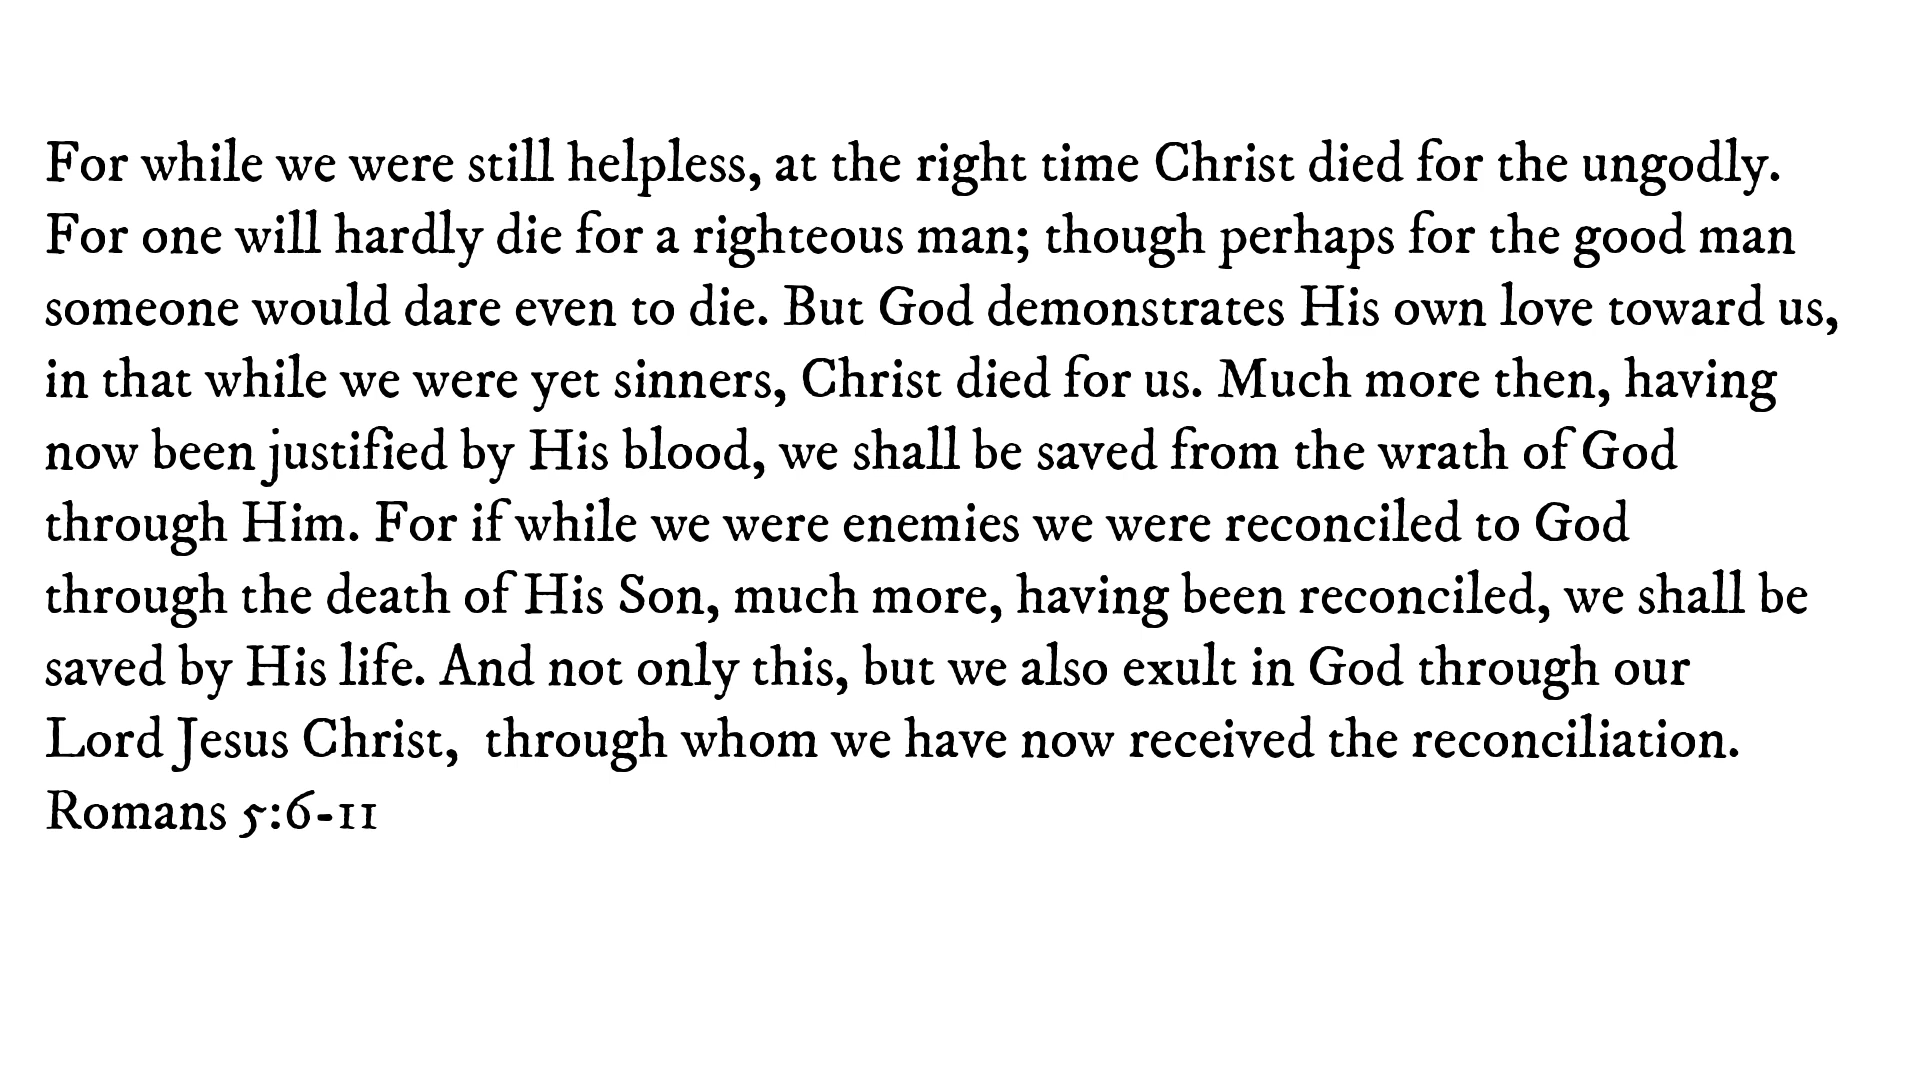 For while we were still helpless, at the right time Christ died for the ungodly.
For one will hardly die for a righteous man; though perhaps for the good man
someone would dare even to die. But God demonstrates His own love toward us,
in that while we were yet sinners, Christ died for us. Much more then, having
now been justified by His blood, we shall be saved from the wrath of God
through Him. For if while we were enemies we were reconciled to God
through the death of His Son, much more, having been reconciled, we shall be
saved by His life. And not only this, but we also exult in God through our
Lord Jesus Christ,  through whom we have now received the reconciliation.
Romans 5:6-11